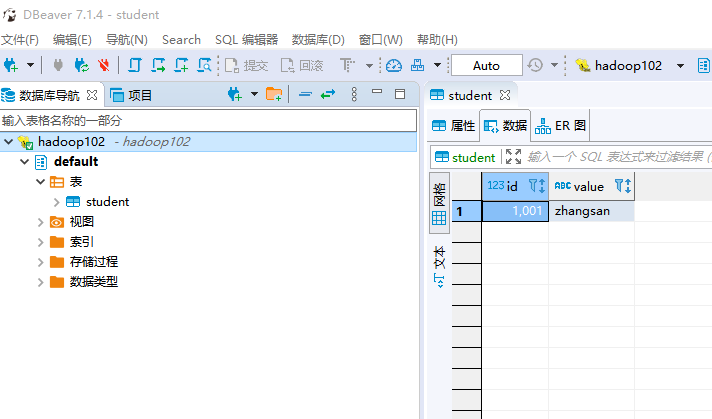 DBeaver 7.1.4 - student
文件(F) 编辑(E) 导航(N) Search SQL 编辑器 数据库(D) 窗口(W) 帮助(H)
提交 回滚 Auto hadoop102
数据库导航 项目
输入表格名称的一部分
hadoop102 - hadoop102
default
表
student
视图
索引
存储过程
数据类型
student
属性 数据 ER 图
student 输入一个 SQL 表达式来过滤结果 (
网格
文本
123 id ABC value
1 1,001 zhangsan